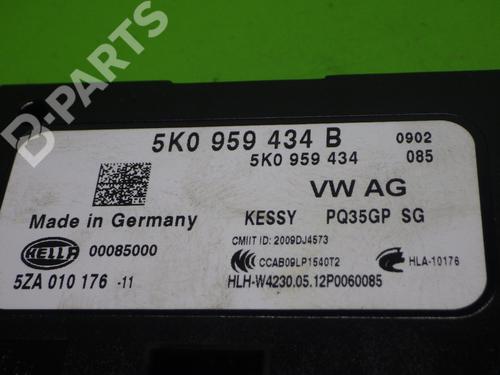 B-PARTS
5K0 959 434 B 0902
5K0 959 434 085
VW AG
Made in Germany KESSY PQ35GP SG
CMIIT ID: 2009DJ4573
HELLA 00085000 CCAB09LP1540T2 HLA-10176
5ZA 010 176 -11 HLH-W4230.05.12P0060085